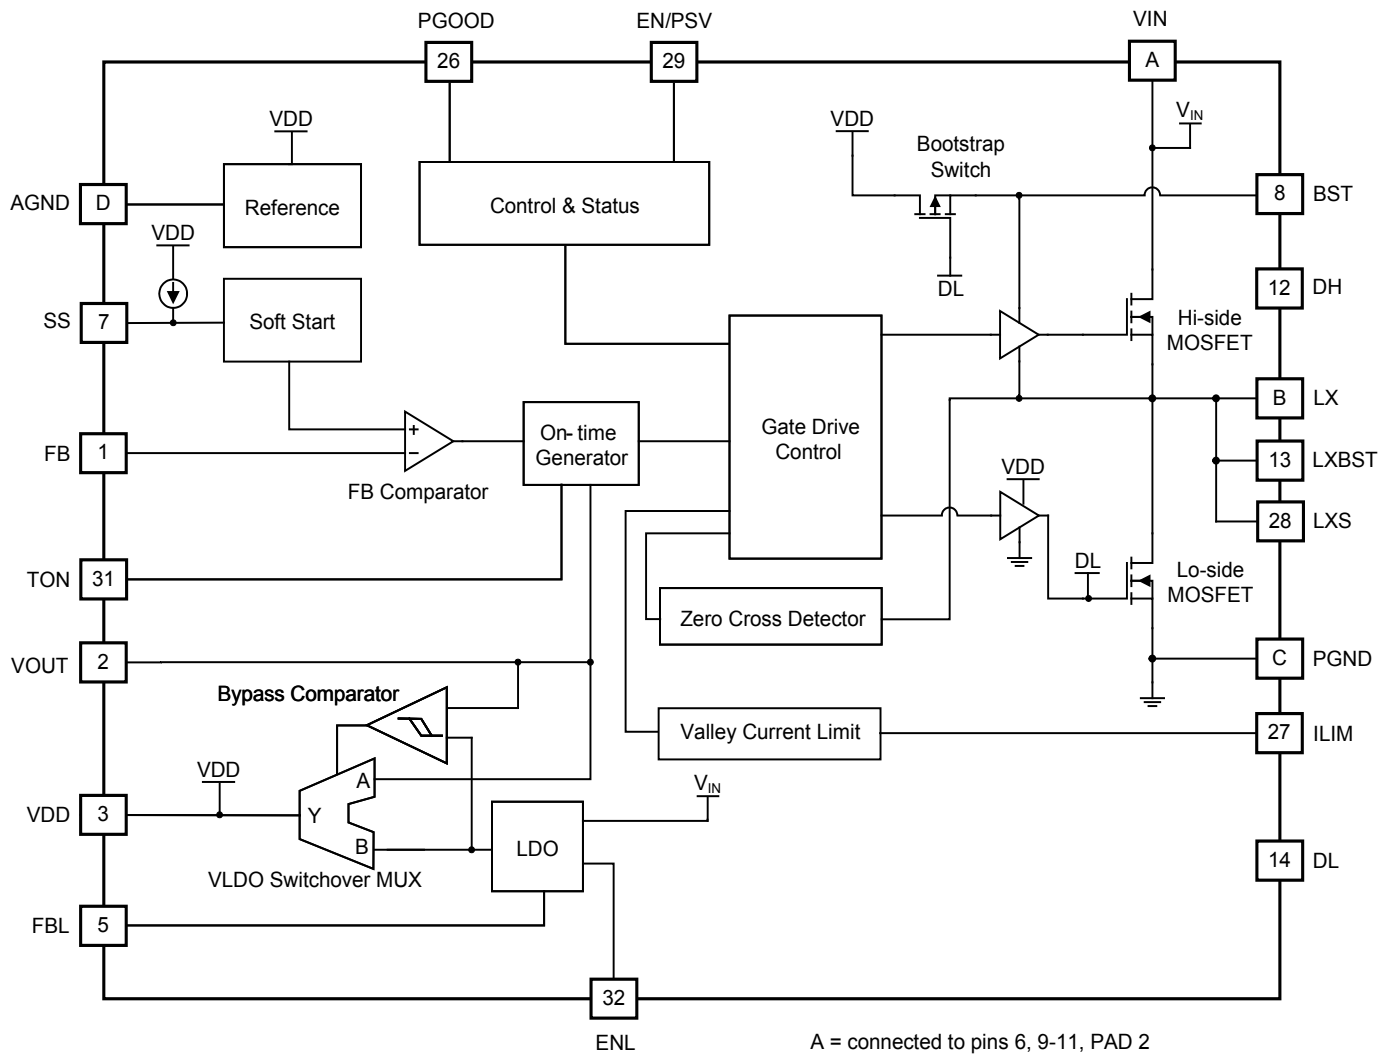 PGOOD
EN/PSV
VIN
26
29
A
VDD
VDD
Bootstrap
Switch
VIN
AGND
D
Reference
Control & Status
8
BST
VDD
DL
12
DH
SS
7
Soft Start
Hi-side
MOSFET
B
LX
FB
1
+
−
FB Comparator
On-time
Generator
Gate Drive
Control
13
LXBST
VDD
28
LXS
TON
31
DL
Lo-side
MOSFET
Zero Cross Detector
VOUT
2
C
PGND
Bypass Comparator
Valley Current Limit
27
ILIM
VDD
VIN
VDD
3
Y
A
B
LDO
VLDO Switchover MUX
14
DL
FBL
5
32
ENL
A = connected to pins 6, 9-11, PAD 2